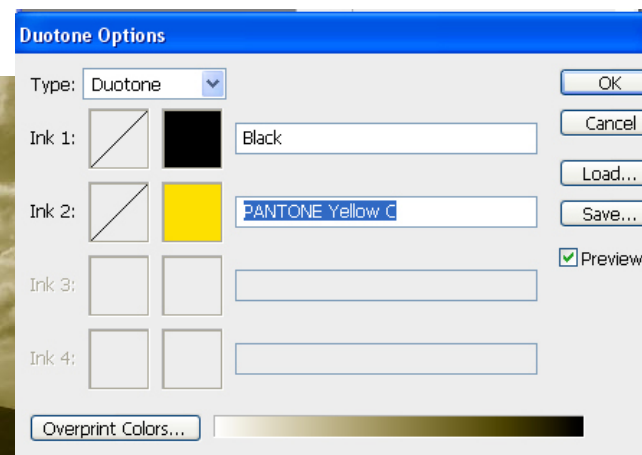 Duotone Options
Type: Duotone
OK
Ink 1: Black
Cancel
Load...
Ink 2: PANTONE Yellow C
Save...
Preview
Ink 3:
Ink 4:
Overprint Colors...